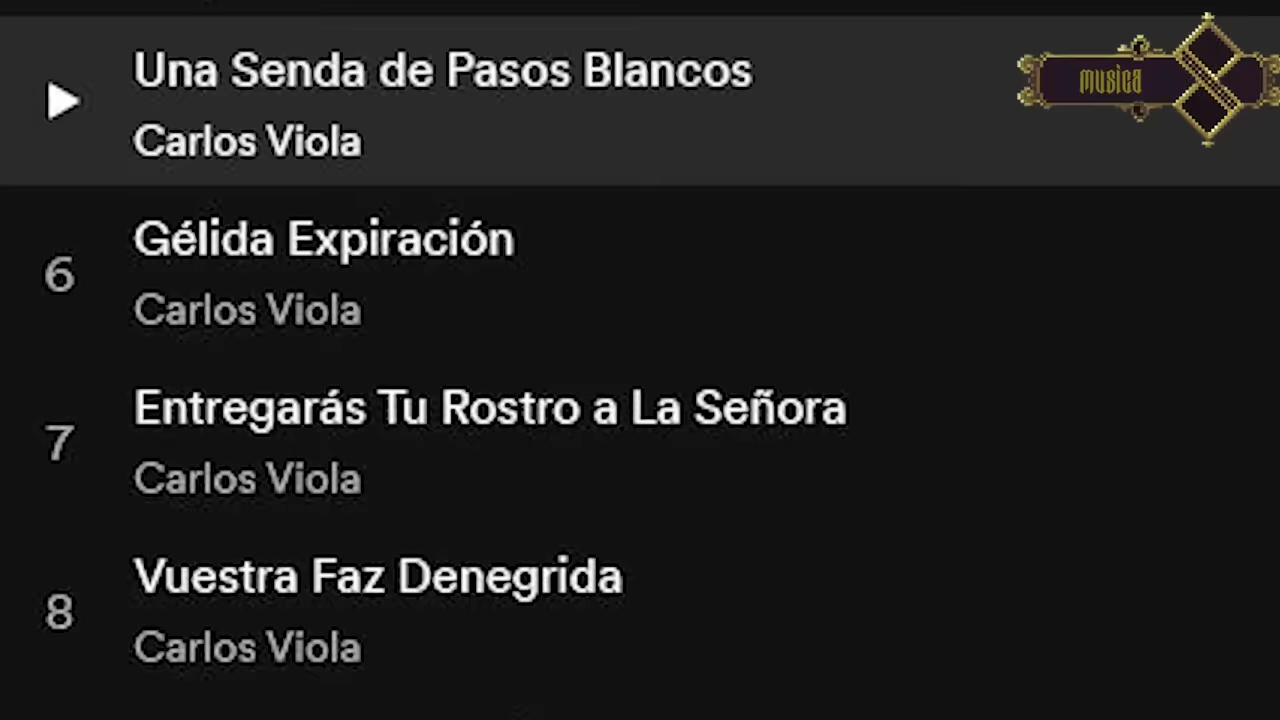 Una Senda de Pasos Blancos
Carlos Viola
musica
6
Gélida Expiración
Carlos Viola
7
Entregarás Tu Rostro a La Señora
Carlos Viola
8
Vuestra Faz Denegrida
Carlos Viola